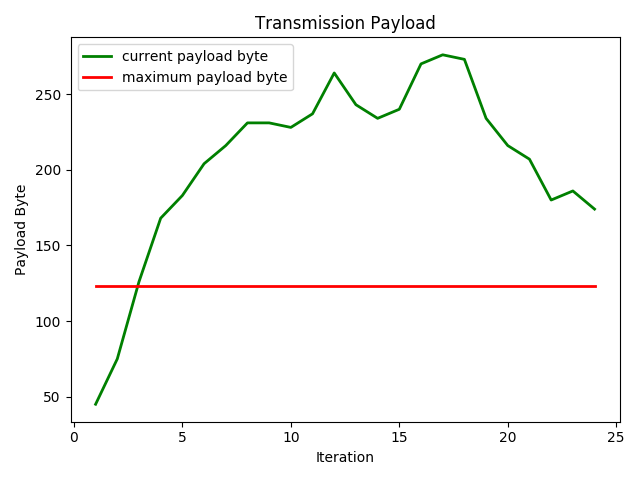 Transmission Payload
current payload byte
maximum payload byte
Payload Byte
250
200
150
100
50
0 5 10 15 20 25
Iteration